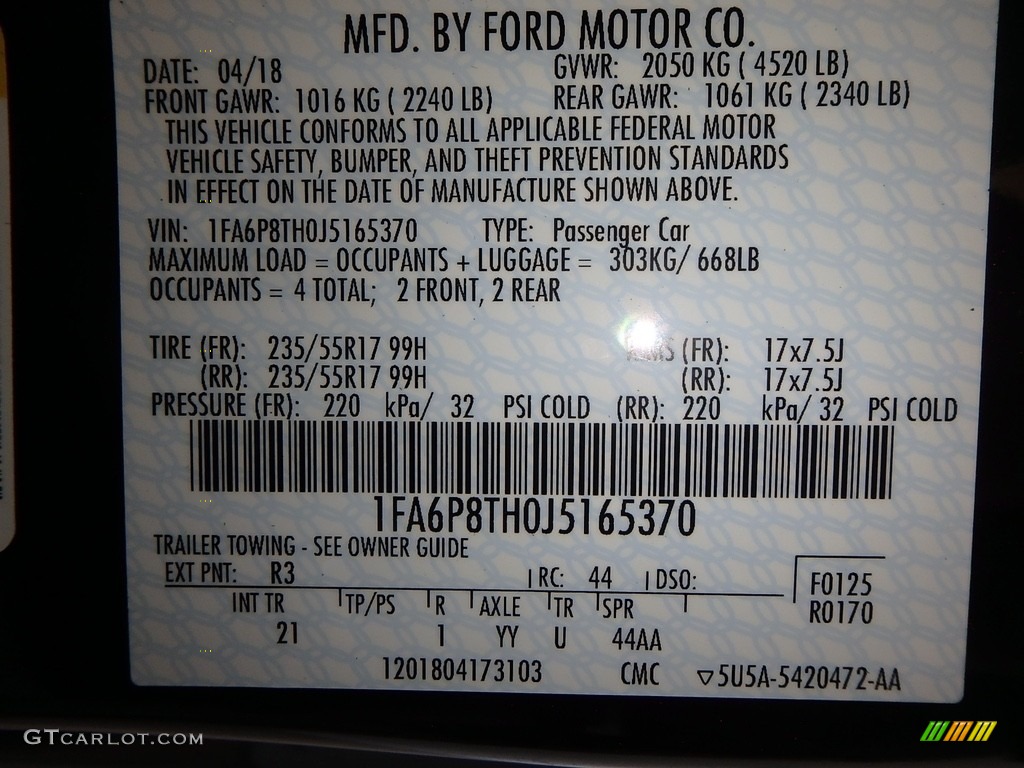 MFD. BY FORD MOTOR CO.
DATE: 04/18 GVWR: 2050 KG ( 4520 LB)
FRONT GAWR: 1016 KG ( 2240 LB) REAR GAWR: 1061 KG ( 2340 LB)
THIS VEHICLE CONFORMS TO ALL APPLICABLE FEDERAL MOTOR
VEHICLE SAFETY, BUMPER, AND THEFT PREVENTION STANDARDS
IN EFFECT ON THE DATE OF MANUFACTURE SHOWN ABOVE.
VIN: 1FA6P8TH0J5165370 TYPE: Passenger Car
MAXIMUM LOAD = OCCUPANTS + LUGGAGE = 303KG/ 668LB
OCCUPANTS = 4 TOTAL; 2 FRONT, 2 REAR
TIRE (FR): 235/55R17 99H (FR): 17x7.5J
(RR): 235/55R17 99H (RR): 17x7.5J
PRESSURE (FR): 220 kPa/ 32 PSI COLD (RR): 220 kPa/ 32 PSI COLD
1FA6P8TH0J5165370
TRAILER TOWING - SEE OWNER GUIDE
EXT PNT: R3 RC: 44 DSO: F0125
INT TR TP/PS R AXLE TR SPR R0170
21 1 YY U 44AA
1201804173103 CMC ▽5U5A-5420472-AA
GTCARLOT.COM